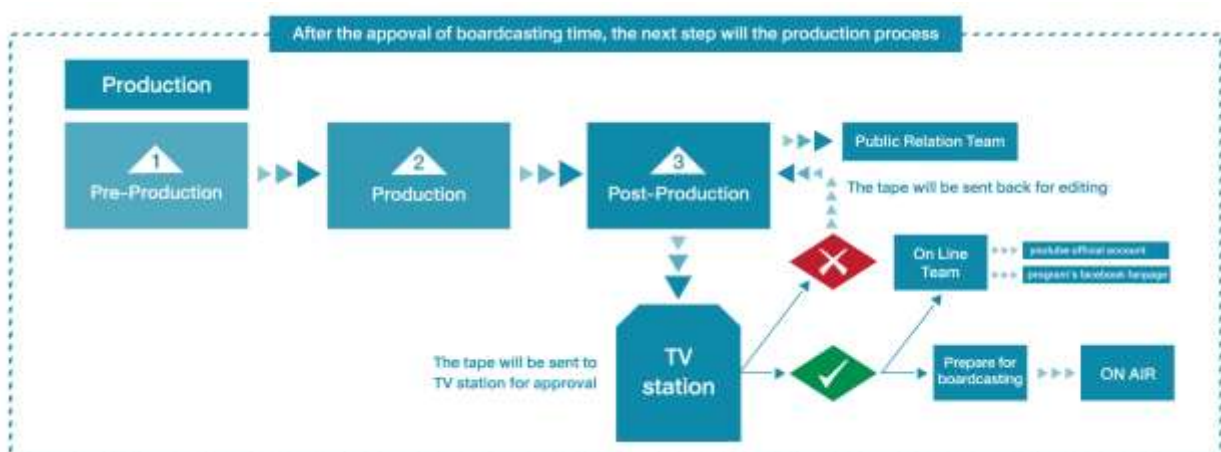 After the appoval of boardcasting time, the next step will the production process
Production
1
Pre-Production
2
Production
3
Post-Production
Public Relation Team
The tape will be sent back for editing
On Line
Team
youtube official account
program's facebook fanpage
The tape will be sent to
TV station for approval
TV
station
Prepare for
boardcasting
ON AIR